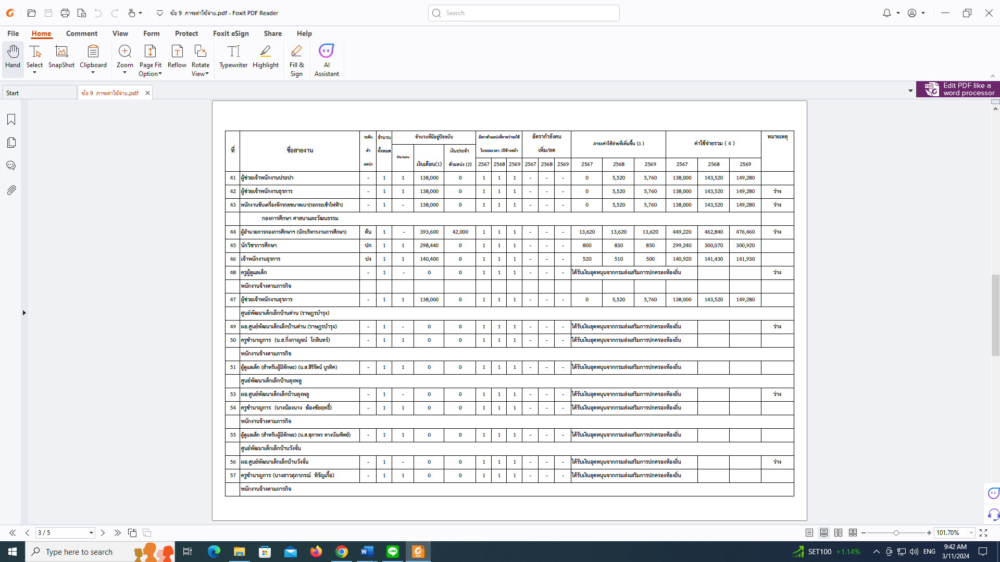 ข้อ 9 ภาระค่าใช้จ่าย.pdf - Foxit PDF Reader
Search
File Home Comment View Form Protect Foxit eSign Share Help
Hand Select SnapShot Clipboard Zoom Page Fit Option Reflow Rotate View Typewriter Highlight Fill & Sign AI Assistant
Start
ข้อ 9 ภาระค่าใช้จ่าย.pdf
Edit PDF like a
word processor
ที่ ชื่อสายงาน ระดับตำแหน่ง จำนวนทั้งหมด จำนวนที่มีอยู่ปัจจุบัน อัตราตำแหน่งที่คาดว่าจะใช้ในระยะเวลา 3ปีข้างหน้า อัตรากำลังคน เพิ่ม/ลด ภาระค่าใช้จ่ายที่เพิ่มขึ้น (3 ) ค่าใช้จ่ายรวม ( 4 ) หมายเหตุ
จำนวนคน เงินเดือน(1) เงินประจำตำแหน่ง (2) 2567 2568 2569 2567 2568 2569 2567 2568 2569 2567 2568 2569
41 ผู้ช่วยเจ้าพนักงานประปา - 1 1 138,000 0 1 1 1 - - - 0 5,520 5,760 138,000 143,520 149,280
42 ผู้ช่วยเจ้าพนักงานธุรการ - 1 1 138,000 0 1 1 1 - - - 0 5,520 5,760 138,000 143,520 149,280 ว่าง
43 พนักงานขับเครื่องจักรกลขนาดเบา(รถกระเช้าไฟฟ้า) - 1 - 138,000 0 1 1 1 - - - 0 5,520 5,760 138,000 143,520 149,280 ว่าง
กองการศึกษา ศาสนาและวัฒนธรรม
44 ผู้อำนวยการกองการศึกษาฯ (นักบริหารงานการศึกษา) ต้น 1 - 393,600 42,000 1 1 1 - - - 13,620 13,620 13,620 449,220 462,840 476,460 ว่าง
45 นักวิชาการศึกษา ปก 1 1 298,440 0 1 1 1 - - - 800 830 850 299,240 300,070 300,920
46 เจ้าพนักงานธุรการ ปง 1 1 140,400 0 1 1 1 - - - 520 510 500 140,920 141,430 141,930
48 ครูผู้ดูแลเด็ก - 1 - 0 0 1 1 1 - - - ได้รับเงินอุดหนุนจากกรมส่งเสริมการปกครองท้องถิ่น ว่าง
พนักงานจ้างตามภารกิจ
47 ผู้ช่วยเจ้าพนักงานธุรการ - 1 1 138,000 0 1 1 1 - - - 0 5,520 5,760 138,000 143,520 149,280
ศูนย์พัฒนาเด็กเล็กบ้านด่าน (ราษฎรบำรุง)
49 ผอ.ศูนย์พัฒนาเด็กเล็กบ้านด่าน (ราษฎรบำรุง) - 1 - 0 0 1 1 1 - - - ได้รับเงินอุดหนุนจากกรมส่งเสริมการปกครองท้องถิ่น ว่าง
50 ครูชำนาญการ (น.ส.กิ่งกาญจน์ โกสินทร์) - 1 1 0 0 1 1 1 - - - ได้รับเงินอุดหนุนจากกรมส่งเสริมการปกครองท้องถิ่น
พนักงานจ้างตามภารกิจ
51 ผู้ดูแลเด็ก (สำหรับผู้มีทักษะ) (น.ส.สิริรัตน์ บูรทิศ) - 1 1 0 0 1 1 1 - - - ได้รับเงินอุดหนุนจากกรมส่งเสริมการปกครองท้องถิ่น
ศูนย์พัฒนาเด็กเล็กบ้านลุงพลู
53 ผอ.ศูนย์พัฒนาเด็กเล็กบ้านลุงพลู - 1 - 0 0 1 1 1 - - - ได้รับเงินอุดหนุนจากกรมส่งเสริมการปกครองท้องถิ่น ว่าง
54 ครูชำนาญการ (นางน้องนาง ฆ้องชัยฤทธิ์) - 1 1 0 0 1 1 1 - - - ได้รับเงินอุดหนุนจากกรมส่งเสริมการปกครองท้องถิ่น
พนักงานจ้างตามภารกิจ
55 ผู้ดูแลเด็ก (สำหรับผู้มีทักษะ) (น.ส.สุภาพร ทางบัณฑิตย์) - 1 1 0 0 1 1 1 - - - ได้รับเงินอุดหนุนจากกรมส่งเสริมการปกครองท้องถิ่น
ศูนย์พัฒนาเด็กเล็กบ้านวังจั่น
56 ผอ.ศูนย์พัฒนาเด็กเล็กบ้านวังจั่น - 1 - 0 0 1 1 1 - - - ได้รับเงินอุดหนุนจากกรมส่งเสริมการปกครองท้องถิ่น ว่าง
57 ครูชำนาญการ (นางสาวสุภาภรณ์ หิรัญเกื้อ) - 1 1 0 0 1 1 1 - - - ได้รับเงินอุดหนุนจากกรมส่งเสริมการปกครองท้องถิ่น
พนักงานจ้างตามภารกิจ
3 / 5
101.70%
Type here to search
SET100 +1.14%
ENG
9:42 AM
3/11/2024